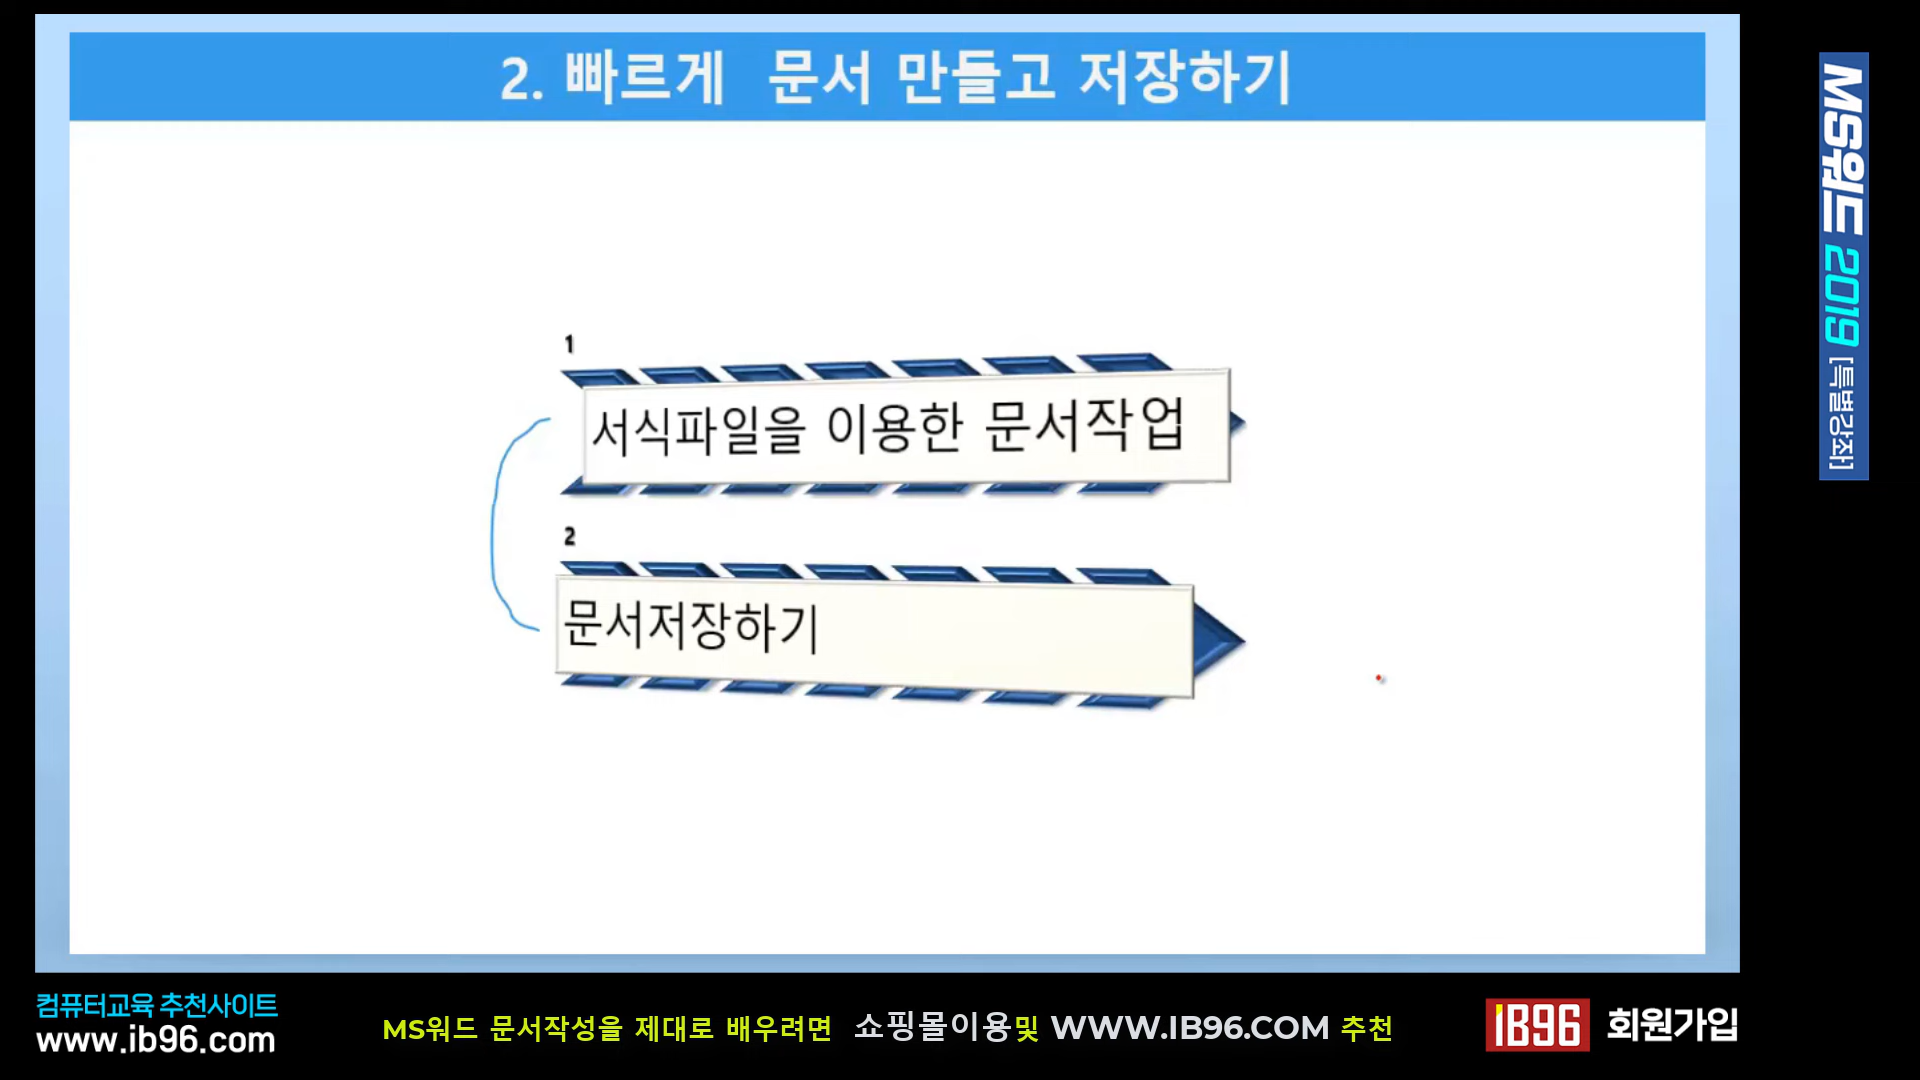 2. 빠르게 문서 만들고 저장하기
1
서식파일을 이용한 문서작업
2
문서저장하기
MS워드 2019 [특별강좌]
컴퓨터교육 추천사이트
www.ib96.com
MS워드 문서작성을 제대로 배우려면 쇼핑몰이용및 WWW.IB96.COM 추천
IB96 회원가입